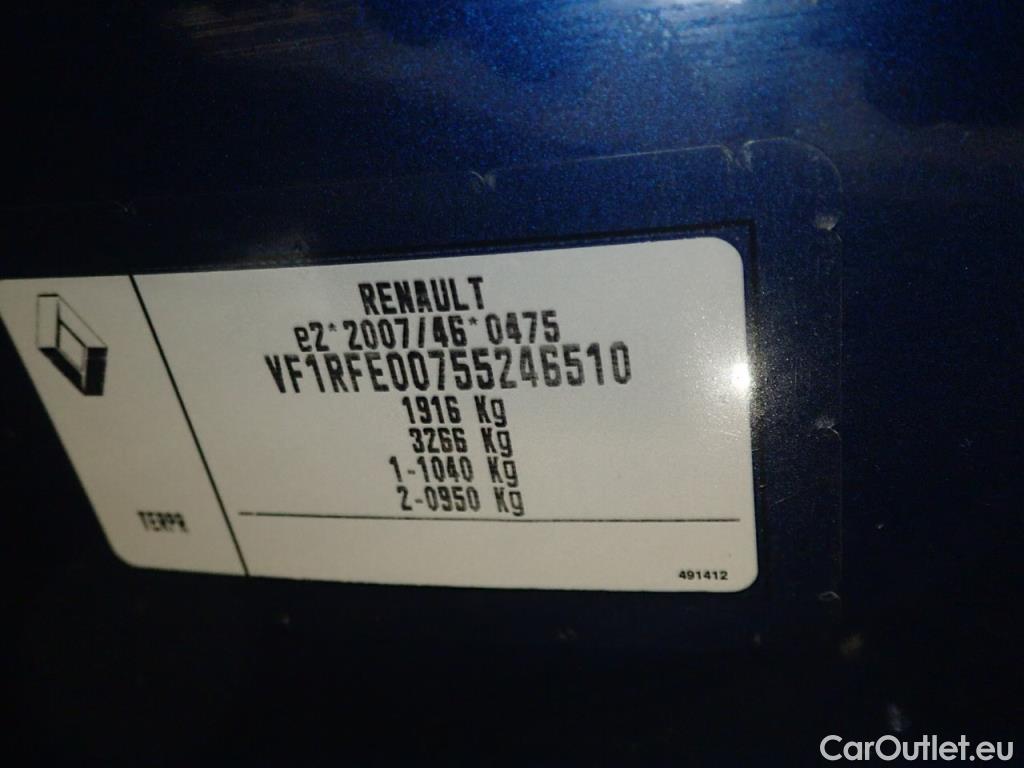 RENAULT
e2*2007/46*0475
VF1RFE00755246510
1916 Kg
3266 Kg
1-1040 Kg
2-0950 Kg
TERPR
491412
CarOutlet.eu